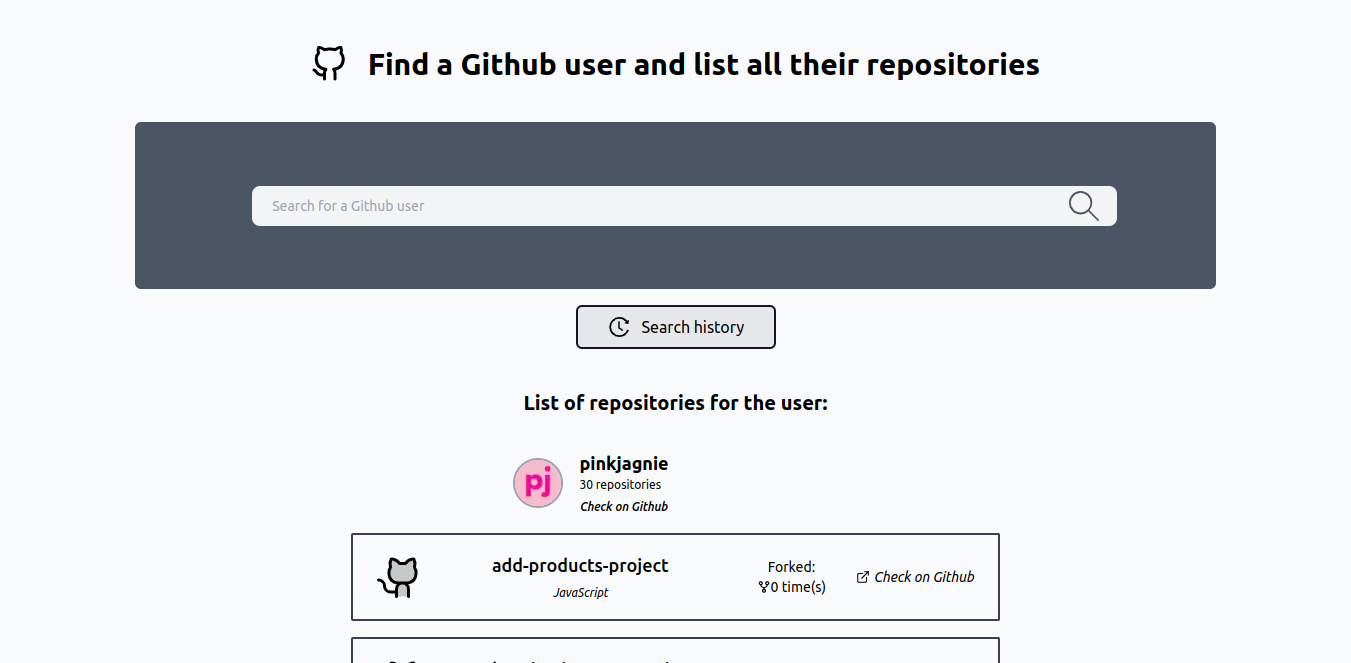 Find a Github user and list all their repositories
Search for a Github user
Search history
List of repositories for the user:
pj
pinkjagnie
30 repositories
Check on Github
add-products-project
JavaScript
Forked:
0 time(s)
Check on Github